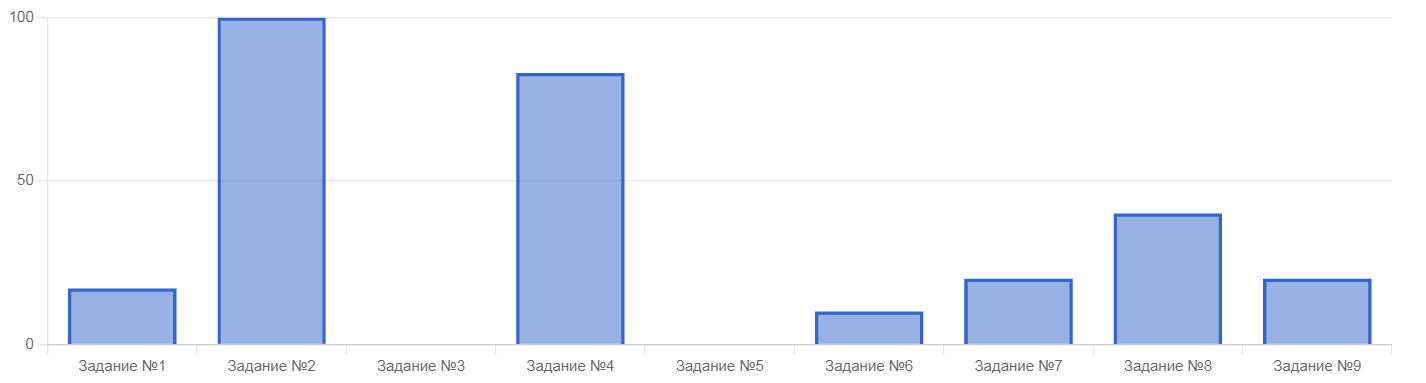 100
50
0
Задание №1
Задание №2
Задание №3
Задание №4
Задание №5
Задание №6
Задание №7
Задание №8
Задание №9